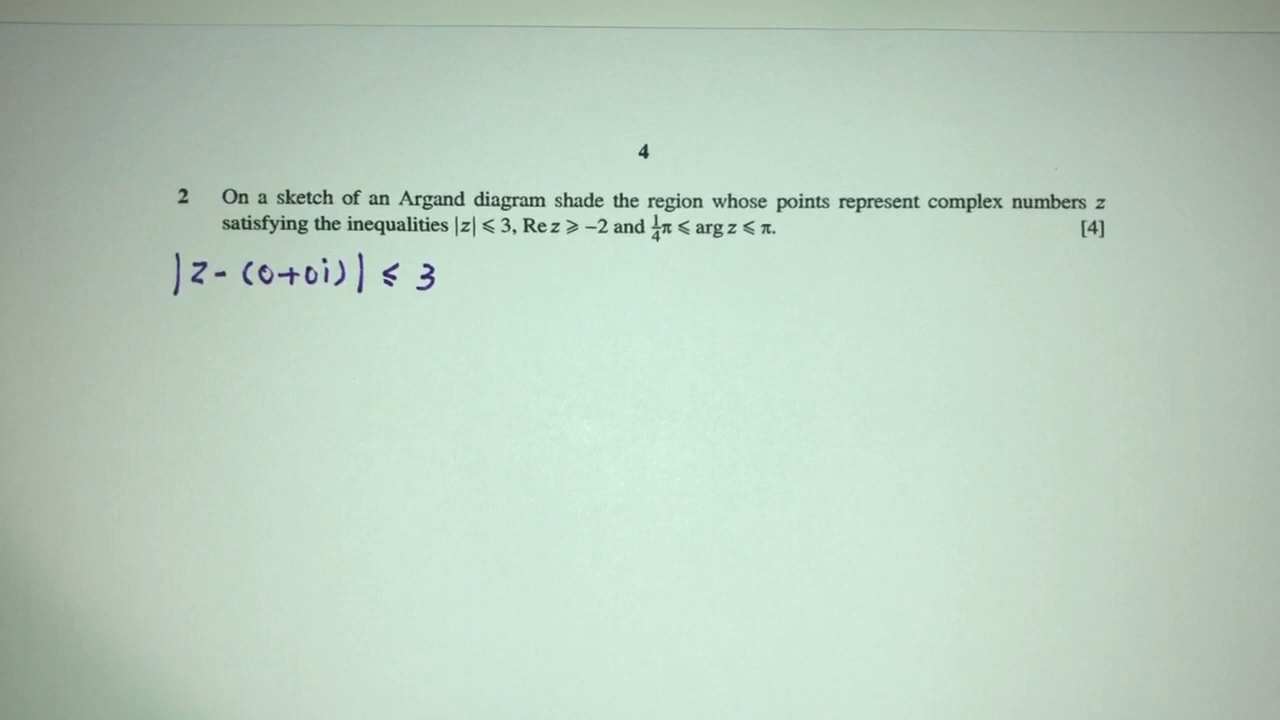 4
2 On a sketch of an Argand diagram shade the region whose points represent complex numbers z
satisfying the inequalities |z| ⩽ 3, Re z ⩾ −2 and ¼π ⩽ arg z ⩽ π. [4]
|z - (0+0i)| ⩽ 3